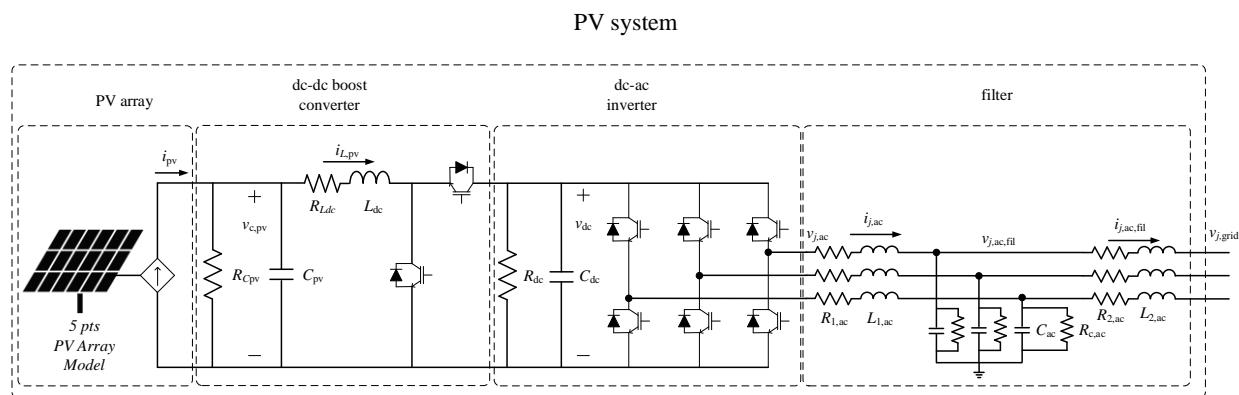 PV system
PV array
dc-dc boost
converter
dc-ac
inverter
filter
i_pv
i_L,pv
R_Ldc
L_dc
+
v_c,pv
−
R_Cpv
C_pv
5 pts
PV Array
Model
R_dc
+
v_dc
−
C_dc
v_j,ac
i_j,ac
R_1,ac
L_1,ac
v_j,ac,fil
C_ac
R_c,ac
i_j,ac,fil
R_2,ac
L_2,ac
v_j,grid